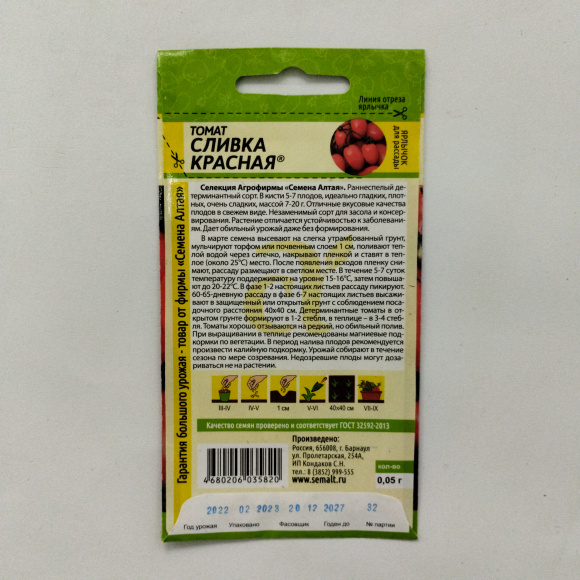 Линия отреза
ярлычка
ТОМАТ
СЛИВКА
КРАСНАЯ®
ЯРЛЫЧОК
для рассады
Гарантия большого урожая - товар от фирмы «Семена Алтая»
Селекция Агрофирмы «Семена Алтая». Раннеспелый де-
терминантный сорт. В кисти 5-7 плодов, идеально гладких, плот-
ных, очень сладких, массой 7-20 г. Отличные вкусовые качества
плодов в свежем виде. Незаменимый сорт для засола и консер-
вирования. Растение отличается устойчивостью к заболевани-
ям. Дает обильный урожай даже без формирования.
В марте семена высевают на слегка утрамбованный грунт,
мульчируют торфом или почвенным слоем 1 см, поливают теп-
лой водой через ситечко, накрывают пленкой и ставят в теп-
лое (около 25°С) место. После появления всходов пленку сни-
мают, рассаду размещают в светлом месте. В течение 5-7 суток
температуру поддерживают на уровне 15-16°С, затем повыша-
ют до 20-22°С. В фазе 1-2 настоящих листьев рассаду пикируют.
60-65-дневную рассаду в фазе 6-7 настоящих листьев высажи-
вают в защищенный или открытый грунт с соблюдением поса-
дочного расстояния 40х40 см. Детерминантные томаты в от-
крытом грунте формируют в 1-2 стебля, в теплице – в 3-4 стеб-
ля. Томаты хорошо отзываются на редкий, но обильный полив.
При выращивании в теплице рекомендованы магниевые под-
кормки по вегетации. В период налива плодов рекомендуется
произвести калийную подкормку. Урожай собирают в течение
сезона по мере созревания. Недозревшие плоды могут доза-
риваться не на растении.
III-IV IV-V 1 см V-VI 40х40 см VII-IX
Качество семян проверено и соответствует ГОСТ 32592-2013
Произведено:
Россия, 656008, г. Барнаул
ул. Пролетарская, 254А,
ИП Кондаков С.Н.
тел.: 8 (3852) 999-555
www.semalt.ru
кол-во
0,05 г
4680206035820
2022 02 2023 20 12 2027 32
Год урожая Упаковано Фасовщик Годен до № партии